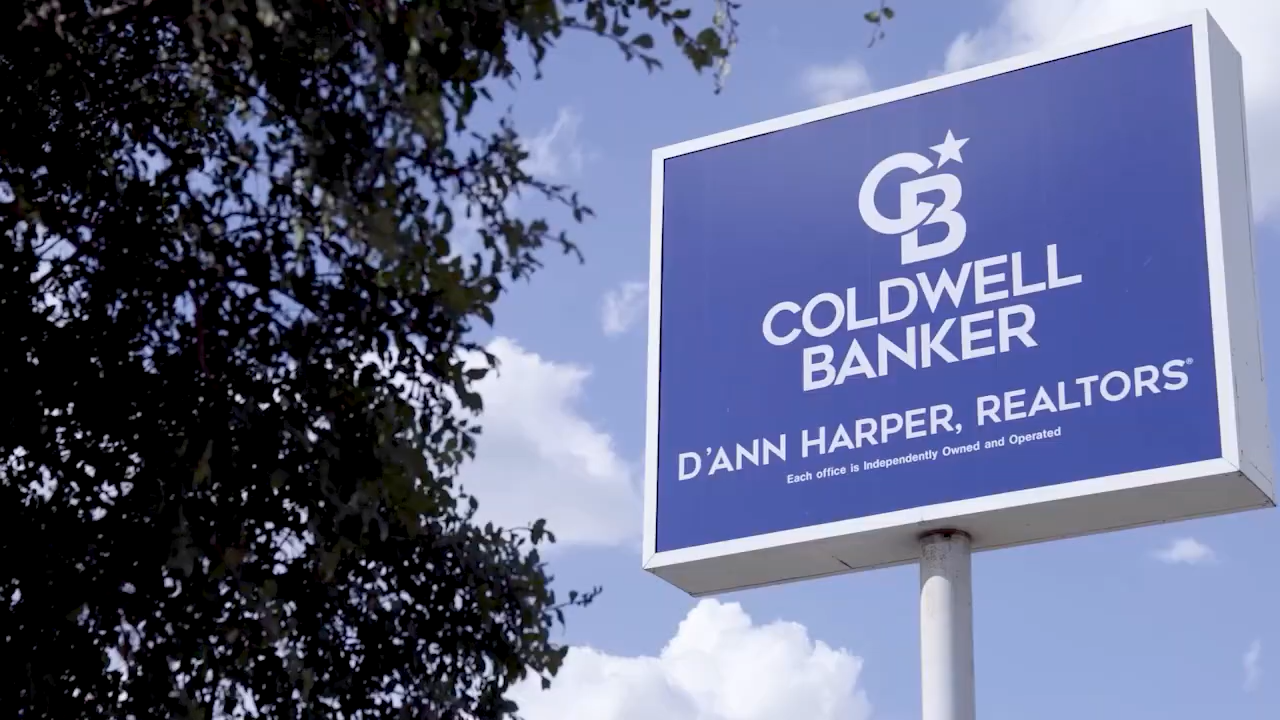 CB
COLDWELL
BANKER
D'ANN HARPER, REALTORS®
Each office is Independently Owned and Operated